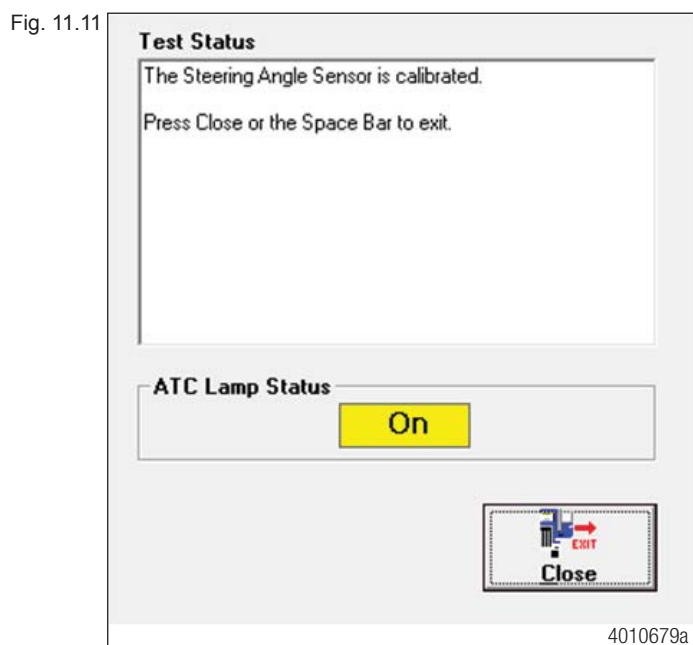 Fig. 11.11
Test Status
The Steering Angle Sensor is calibrated.
Press Close or the Space Bar to exit.
ATC Lamp Status
On
EXIT
Close
4010679a